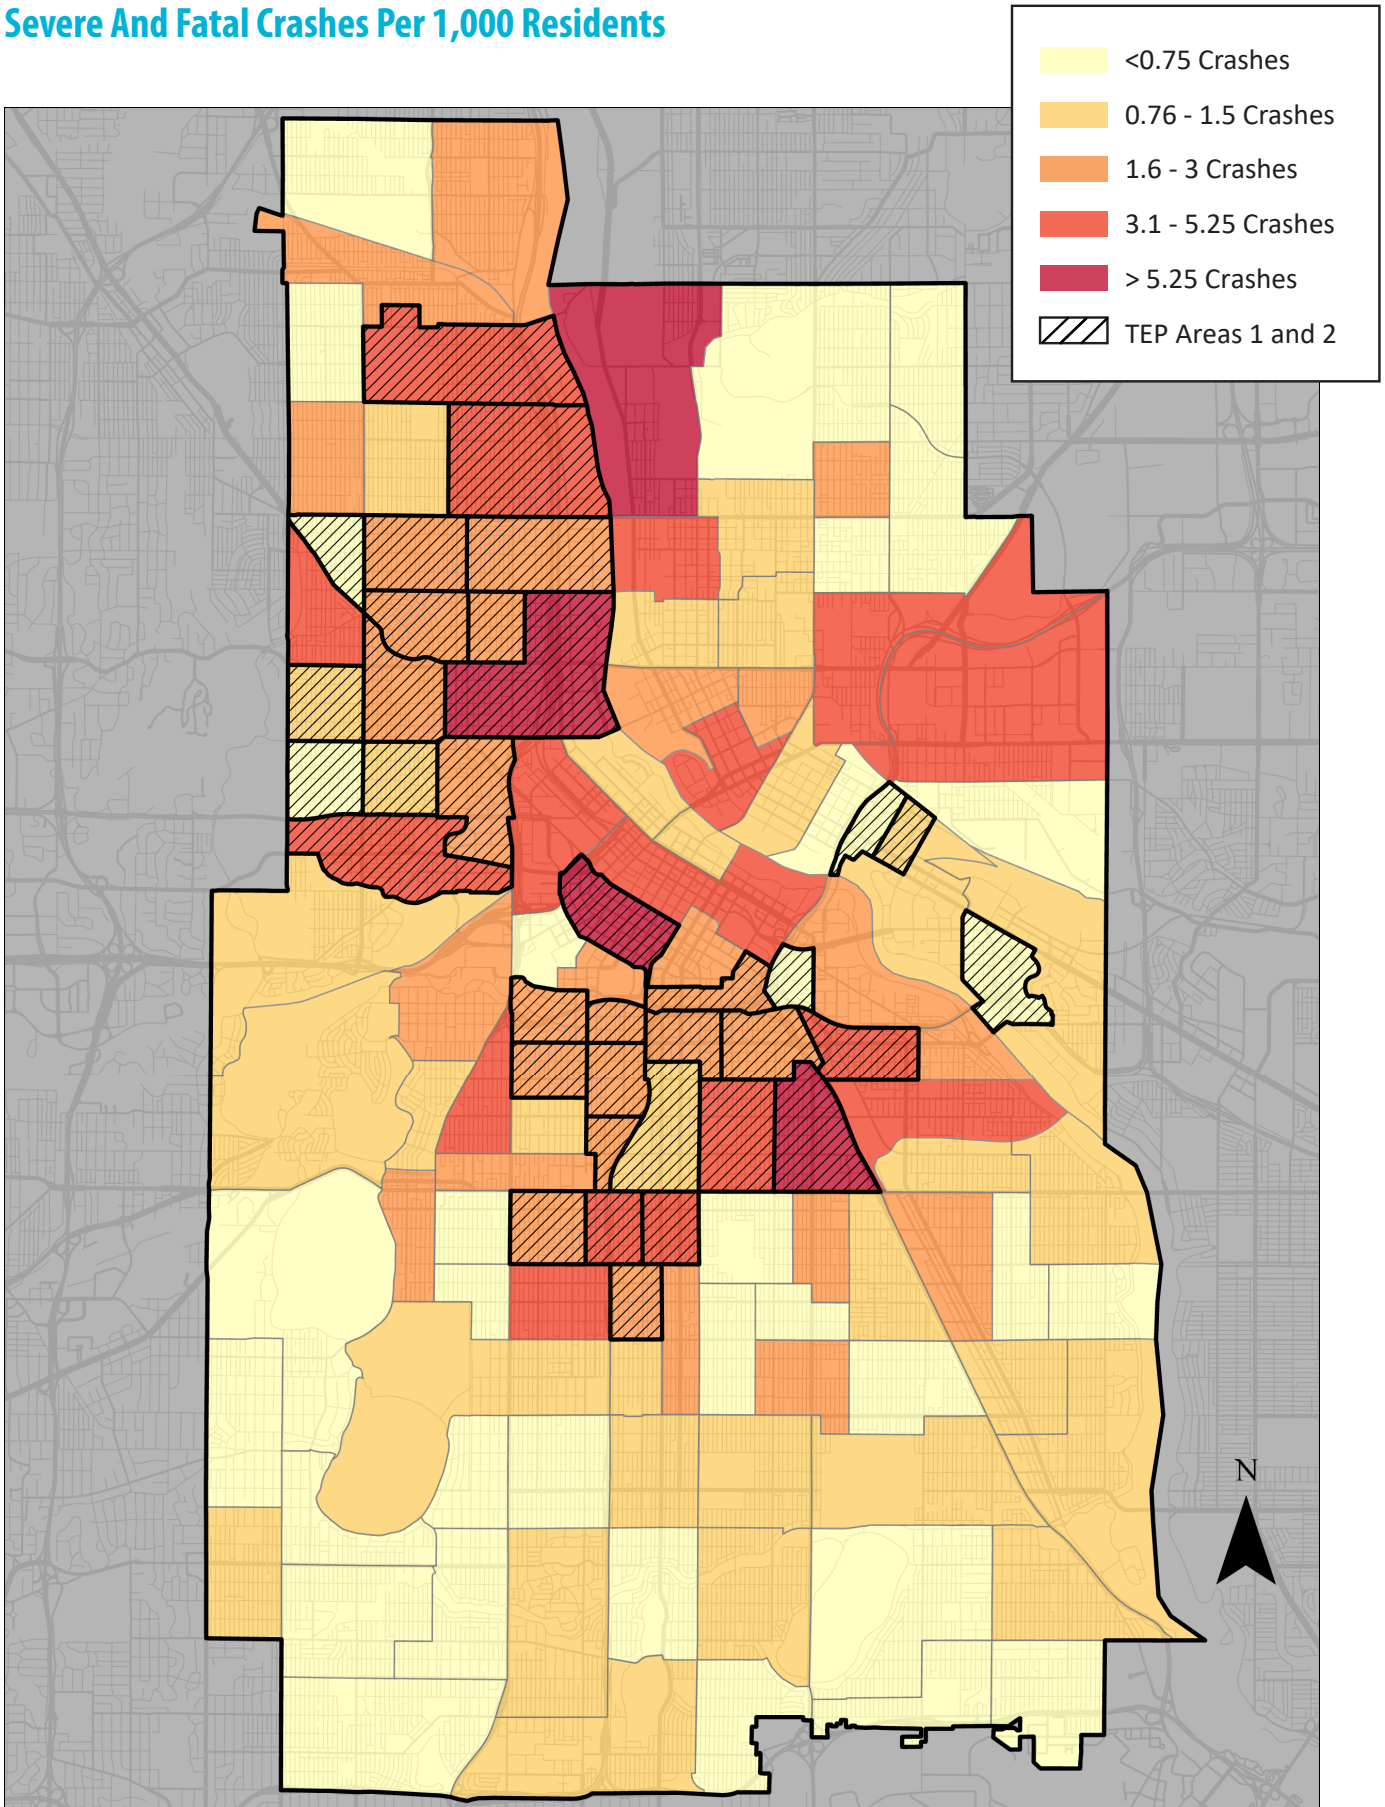 Severe And Fatal Crashes Per 1,000 Residents
<0.75 Crashes
0.76 - 1.5 Crashes
1.6 - 3 Crashes
3.1 - 5.25 Crashes
> 5.25 Crashes
TEP Areas 1 and 2
N